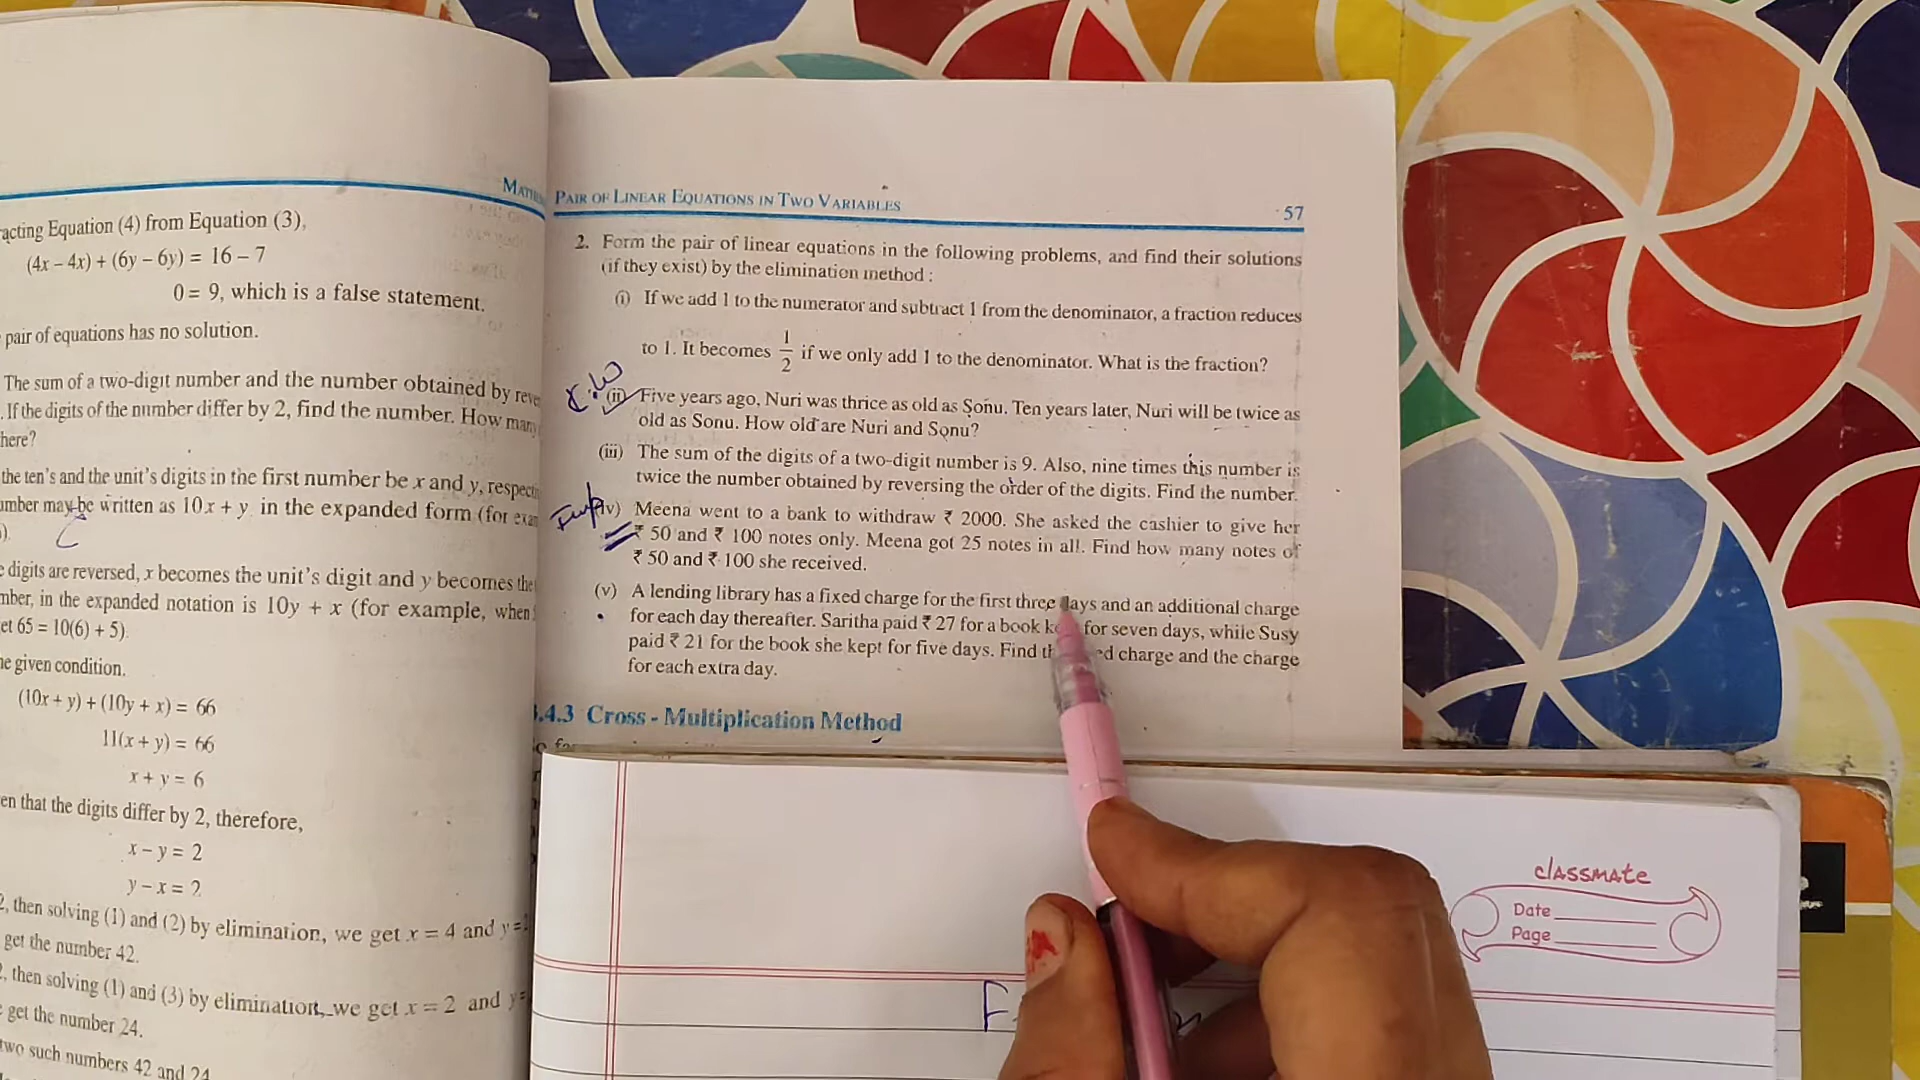 MATH
acting Equation (4) from Equation (3),
(4x – 4x) + (6y – 6y) = 16 – 7
0 = 9, which is a false statement.
pair of equations has no solution.
The sum of a two-digit number and the number obtained by reve
. If the digits of the number differ by 2, find the number. How man
here?
the ten's and the unit's digits in the first number be x and y, respect
umber may be written as 10x + y in the expanded form (for exa
).
e digits are reversed, x becomes the unit's digit and y becomes the
mber, in the expanded notation is 10y + x (for example, when
et 65 = 10(6) + 5).
he given condition.
(10x + y) + (10y + x) = 66
11(x + y) = 66
x + y = 6
en that the digits differ by 2, therefore,
x – y = 2
y – x = 2
2, then solving (1) and (2) by elimination, we get x = 4 and y =
get the number 42.
2, then solving (1) and (3) by elimination, we get x = 2 and y =
get the number 24.
two such numbers 42 and 24
PAIR OF LINEAR EQUATIONS IN TWO VARIABLES 57
2. Form the pair of linear equations in the following problems, and find their solutions
(if they exist) by the elimination method :
(i) If we add 1 to the numerator and subtract 1 from the denominator, a fraction reduces
to 1. It becomes 1/2 if we only add 1 to the denominator. What is the fraction?
(ii) Five years ago, Nuri was thrice as old as Sonu. Ten years later, Nuri will be twice as
old as Sonu. How old are Nuri and Sonu?
(iii) The sum of the digits of a two-digit number is 9. Also, nine times this number is
twice the number obtained by reversing the order of the digits. Find the number.
Imp iv) Meena went to a bank to withdraw ₹ 2000. She asked the cashier to give her
₹ 50 and ₹ 100 notes only. Meena got 25 notes in all. Find how many notes of
₹ 50 and ₹ 100 she received.
(v) A lending library has a fixed charge for the first three days and an additional charge
for each day thereafter. Saritha paid ₹ 27 for a book k for seven days, while Susy
paid ₹ 21 for the book she kept for five days. Find th ed charge and the charge
for each extra day.
3.4.3 Cross - Multiplication Method
classmate
Date
Page
F